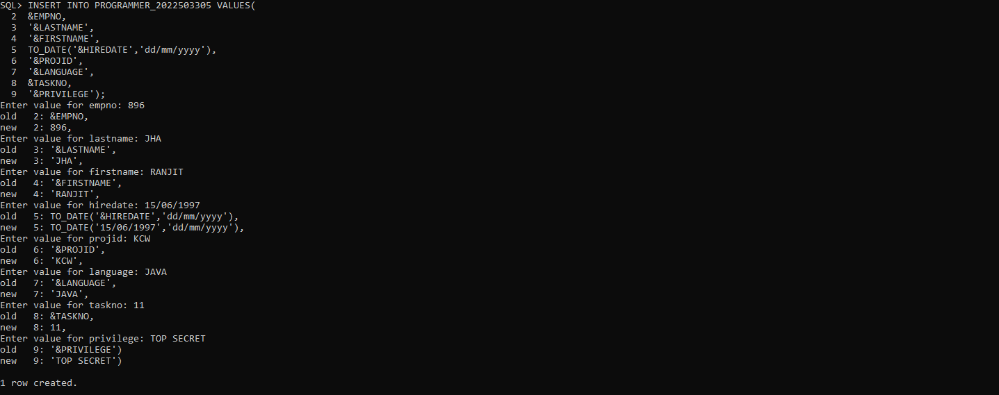 SQL> INSERT INTO PROGRAMMER_2022503305 VALUES(
  2  &EMPNO,
  3  '&LASTNAME',
  4  '&FIRSTNAME',
  5  TO_DATE('&HIREDATE','dd/mm/yyyy'),
  6  '&PROJID',
  7  '&LANGUAGE',
  8  &TASKNO,
  9  '&PRIVILEGE');
Enter value for empno: 896
old   2: &EMPNO,
new   2: 896,
Enter value for lastname: JHA
old   3: '&LASTNAME',
new   3: 'JHA',
Enter value for firstname: RANJIT
old   4: '&FIRSTNAME',
new   4: 'RANJIT',
Enter value for hiredate: 15/06/1997
old   5: TO_DATE('&HIREDATE','dd/mm/yyyy'),
new   5: TO_DATE('15/06/1997','dd/mm/yyyy'),
Enter value for projid: KCW
old   6: '&PROJID',
new   6: 'KCW',
Enter value for language: JAVA
old   7: '&LANGUAGE',
new   7: 'JAVA',
Enter value for taskno: 11
old   8: &TASKNO,
new   8: 11,
Enter value for privilege: TOP SECRET
old   9: '&PRIVILEGE')
new   9: 'TOP SECRET')
1 row created.